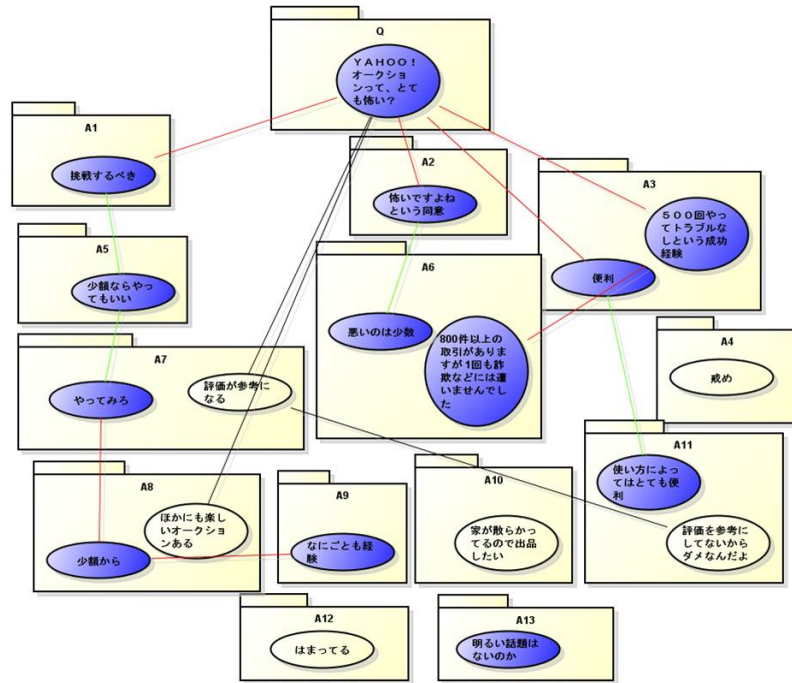 Q
YAHOO!
オークショ
ンって、とて
も怖い?
A1
挑戦するべき
A2
怖いですよね
という同意
A3
500回やっ
てトラブルな
しという成功
経験
便利
A5
少額ならやっ
てもいい
A6
悪いのは少数
800件以上の
取引がありま
すが1回も詐
欺などには遭
いませんでし
た
A4
戒め
A7
やってみろ
評価が参考に
なる
A11
使い方によっ
てはとても便
利
評価を参考に
してないから
ダメなんだよ
A8
ほかにも楽し
いオークション
ある
少額から
A9
なにごとも経
験
A10
家が散らかっ
てるので出品
したい
A12
はまってる
A13
明るい話題は
ないのか